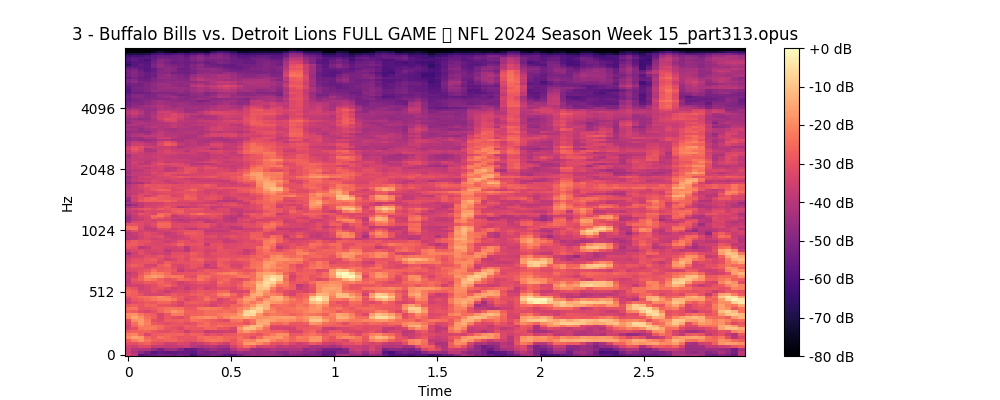 3 - Buffalo Bills vs. Detroit Lions FULL GAME ▯ NFL 2024 Season Week 15_part313.opus
Hz
4096
2048
1024
512
0
0 0.5 1 1.5 2 2.5
Time
+0 dB
-10 dB
-20 dB
-30 dB
-40 dB
-50 dB
-60 dB
-70 dB
-80 dB